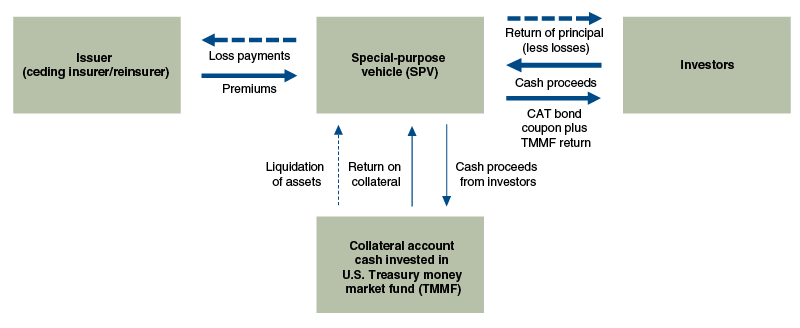 Issuer
(ceding insurer/reinsurer)
Loss payments
Premiums
Special-purpose
vehicle (SPV)
Return of principal
(less losses)
Cash proceeds
CAT bond
coupon plus
TMMF return
Investors
Liquidation
of assets
Return on
collateral
Cash proceeds
from investors
Collateral account
cash invested in
U.S. Treasury money
market fund (TMMF)